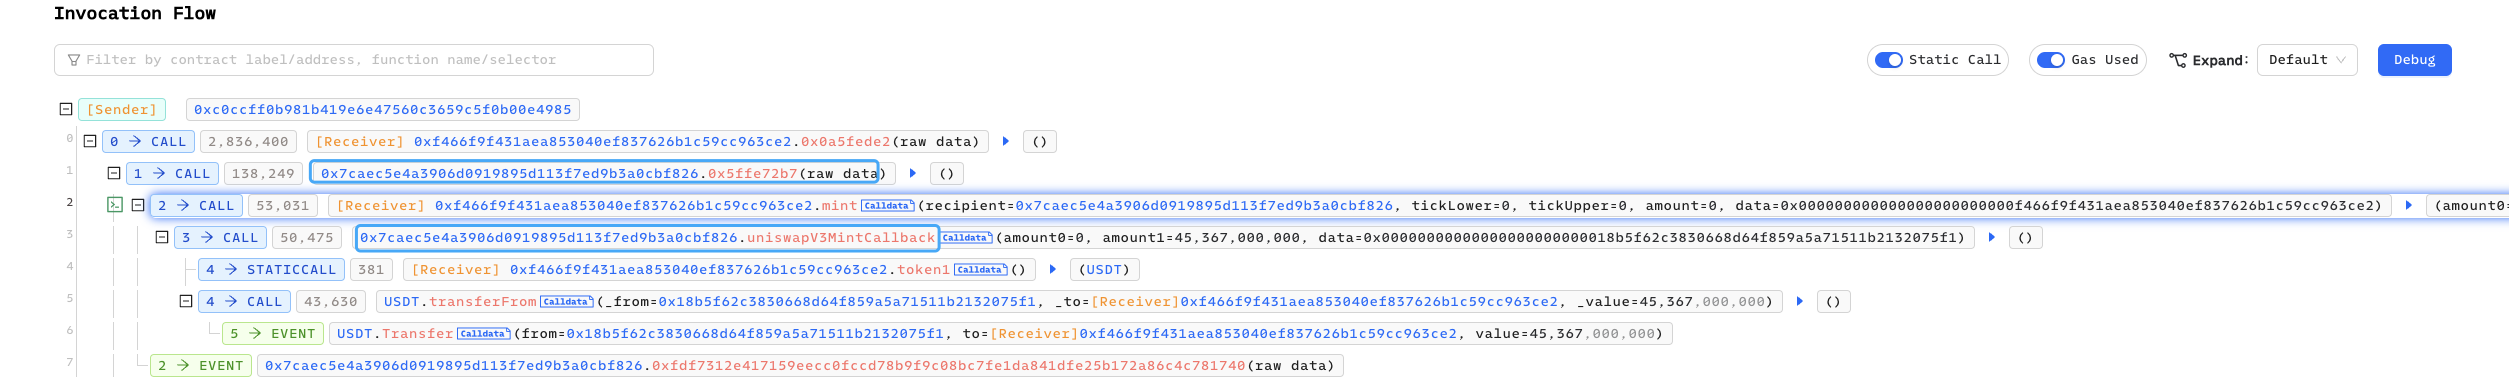 Invocation Flow
Filter by contract label/address, function name/selector
Static Call Gas Used Expand: Default Debug
[Sender] 0xc0ccff0b981b419e6e47560c3659c5f0b00e4985
0 0 → CALL 2,836,400 [Receiver] 0xf466f9f431aea853040ef837626b1c59cc963ce2.0x0a5fede2(raw data) ()
1 1 → CALL 138,249 0x7caec5e4a3906d0919895d113f7ed9b3a0cbf826.0x5ffe72b7(raw data) ()
2 2 → CALL 53,031 [Receiver] 0xf466f9f431aea853040ef837626b1c59cc963ce2.mint Calldata (recipient=0x7caec5e4a3906d0919895d113f7ed9b3a0cbf826, tickLower=0, tickUpper=0, amount=0, data=0x000000000000000000000000f466f9f431aea853040ef837626b1c59cc963ce2) (amount0=
3 3 → CALL 50,475 0x7caec5e4a3906d0919895d113f7ed9b3a0cbf826.uniswapV3MintCallback Calldata (amount0=0, amount1=45,367,000,000, data=0x00000000000000000000000018b5f62c3830668d64f859a5a71511b2132075f1) ()
4 4 → STATICCALL 381 [Receiver] 0xf466f9f431aea853040ef837626b1c59cc963ce2.token1 Calldata () (USDT)
5 4 → CALL 43,630 USDT.transferFrom Calldata (_from=0x18b5f62c3830668d64f859a5a71511b2132075f1, _to=[Receiver]0xf466f9f431aea853040ef837626b1c59cc963ce2, _value=45,367,000,000) ()
6 5 → EVENT USDT.Transfer Calldata (from=0x18b5f62c3830668d64f859a5a71511b2132075f1, to=[Receiver]0xf466f9f431aea853040ef837626b1c59cc963ce2, value=45,367,000,000)
7 2 → EVENT 0x7caec5e4a3906d0919895d113f7ed9b3a0cbf826.0xfdf7312e417159eecc0fccd78b9f9c08bc7fe1da841dfe25b172a86c4c781740(raw data)